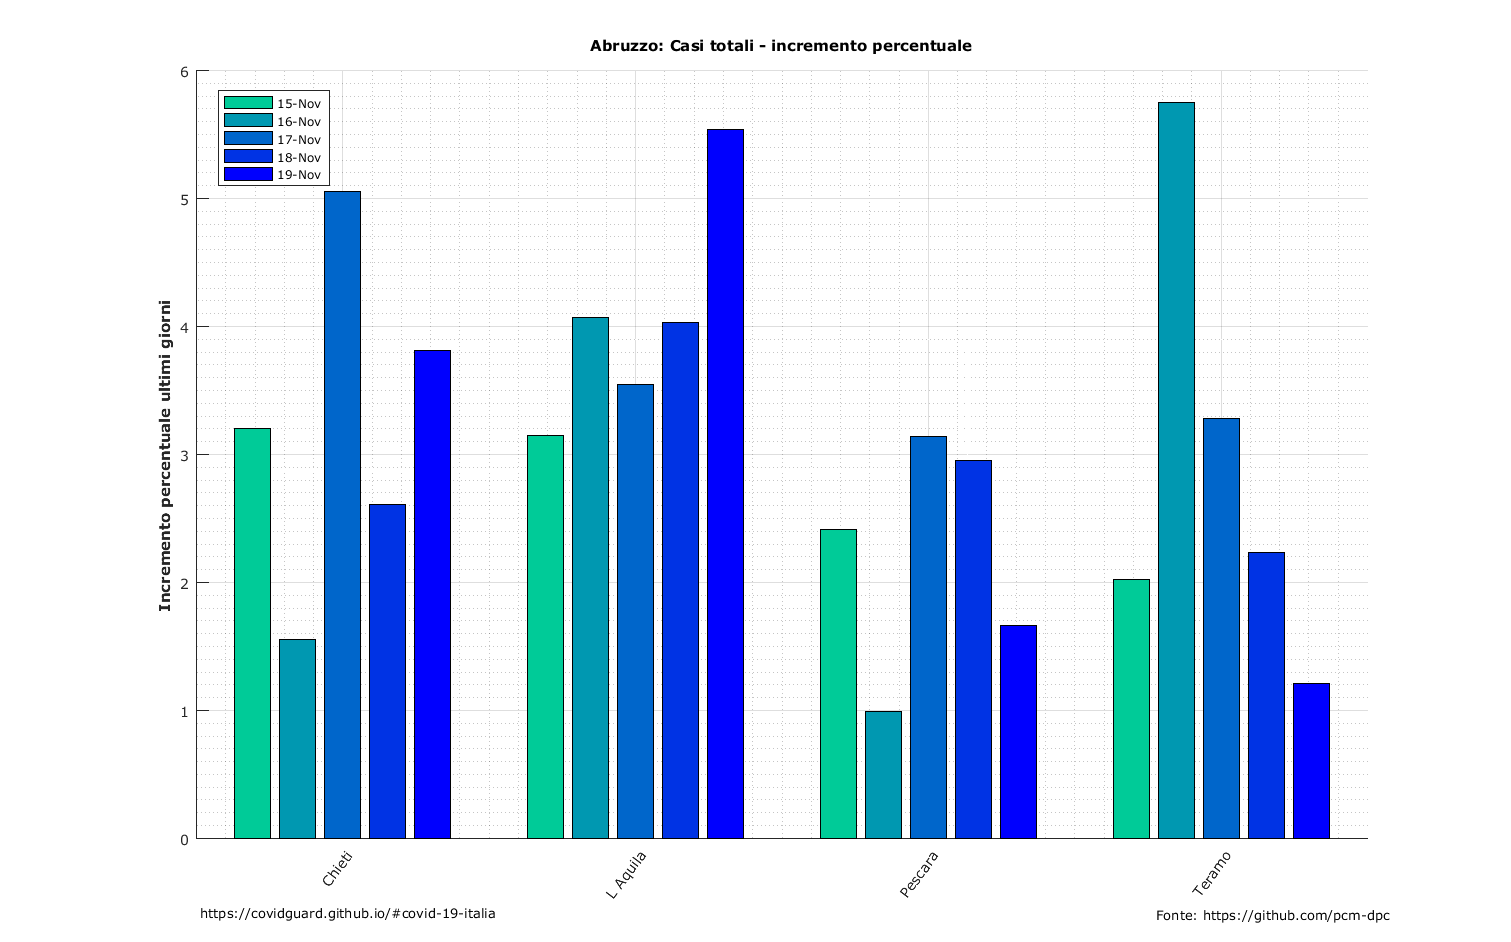 Abruzzo: Casi totali - incremento percentuale
6
5
4
3
2
1
0
Incremento percentuale ultimi giorni
15-Nov
16-Nov
17-Nov
18-Nov
19-Nov
Chieti
L Aquila
Pescara
Teramo
https://covidguard.github.io/#covid-19-italia
Fonte: https://github.com/pcm-dpc